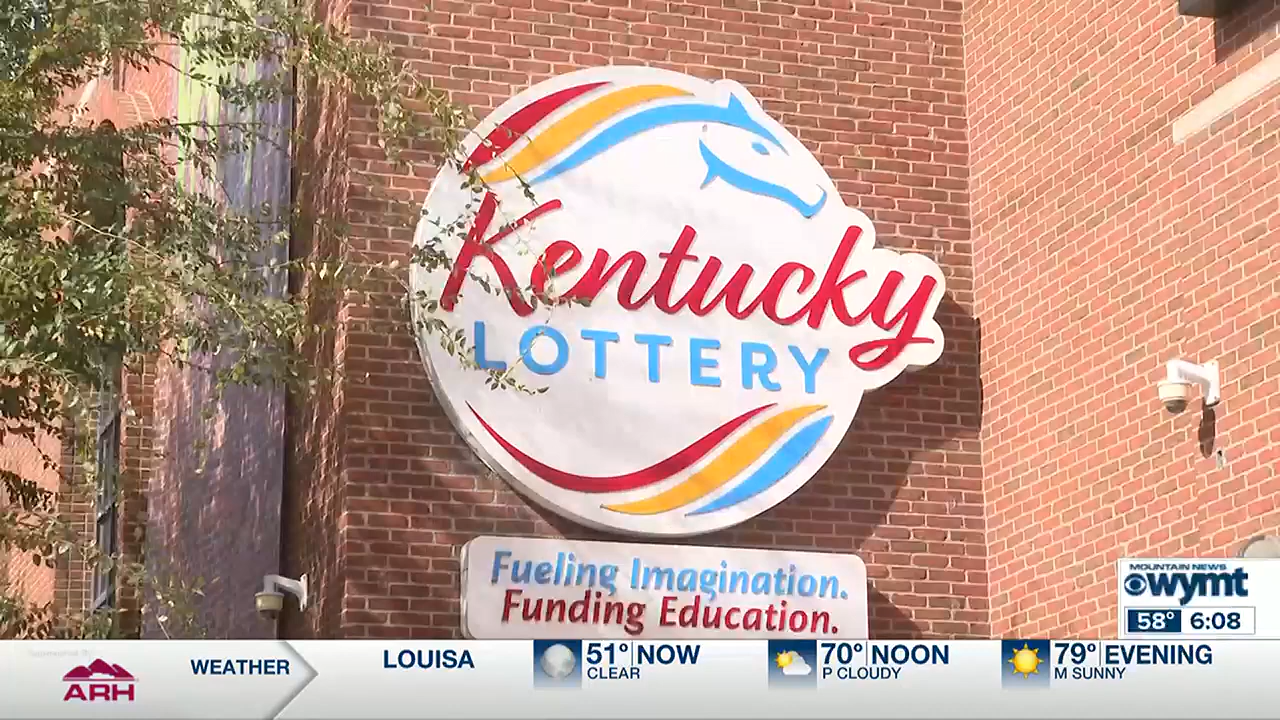 Kentucky
LOTTERY
Fueling Imagination.
Funding Education.
MOUNTAIN NEWS
wymt
58° 6:08
ARH
WEATHER
LOUISA
51° NOW
CLEAR
70° NOON
P CLOUDY
79° EVENING
M SUNNY